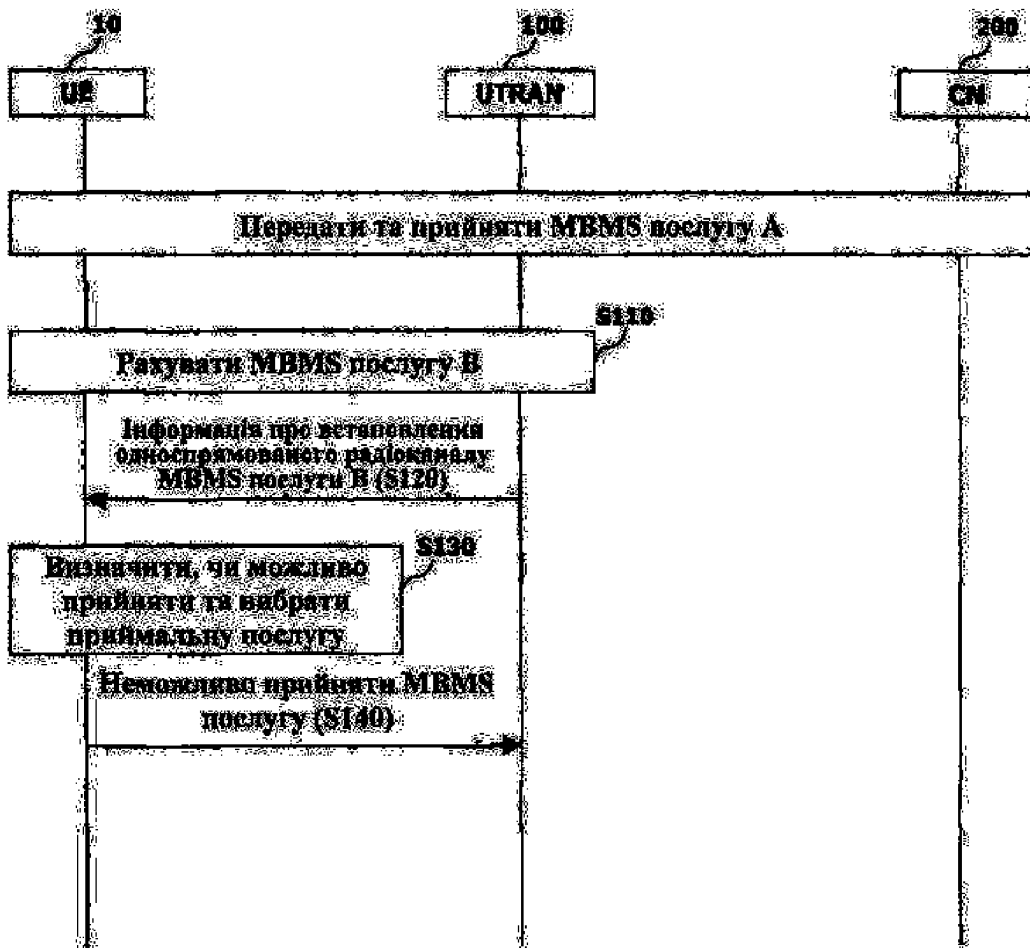 10 100 200
UE UTRAN CN
Передати та прийняти MBMS послугу А
S110
Рахувати MBMS послугу В
Інформація про встановлення
односпрямованого радіоканалу
MBMS послуги В (S120)
S130
Визначити, чи можливо
прийняти та вибрати
приймальну послугу
Неможливо прийняти MBMS
послугу (S140)